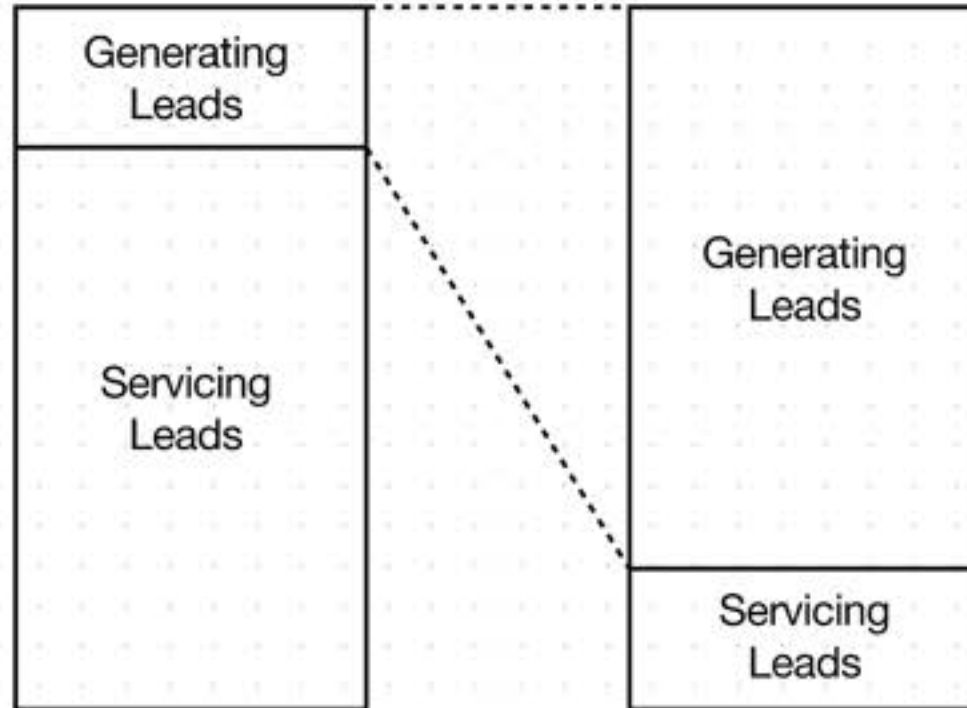 Generating
Leads
Servicing
Leads
Generating
Leads
Servicing
Leads